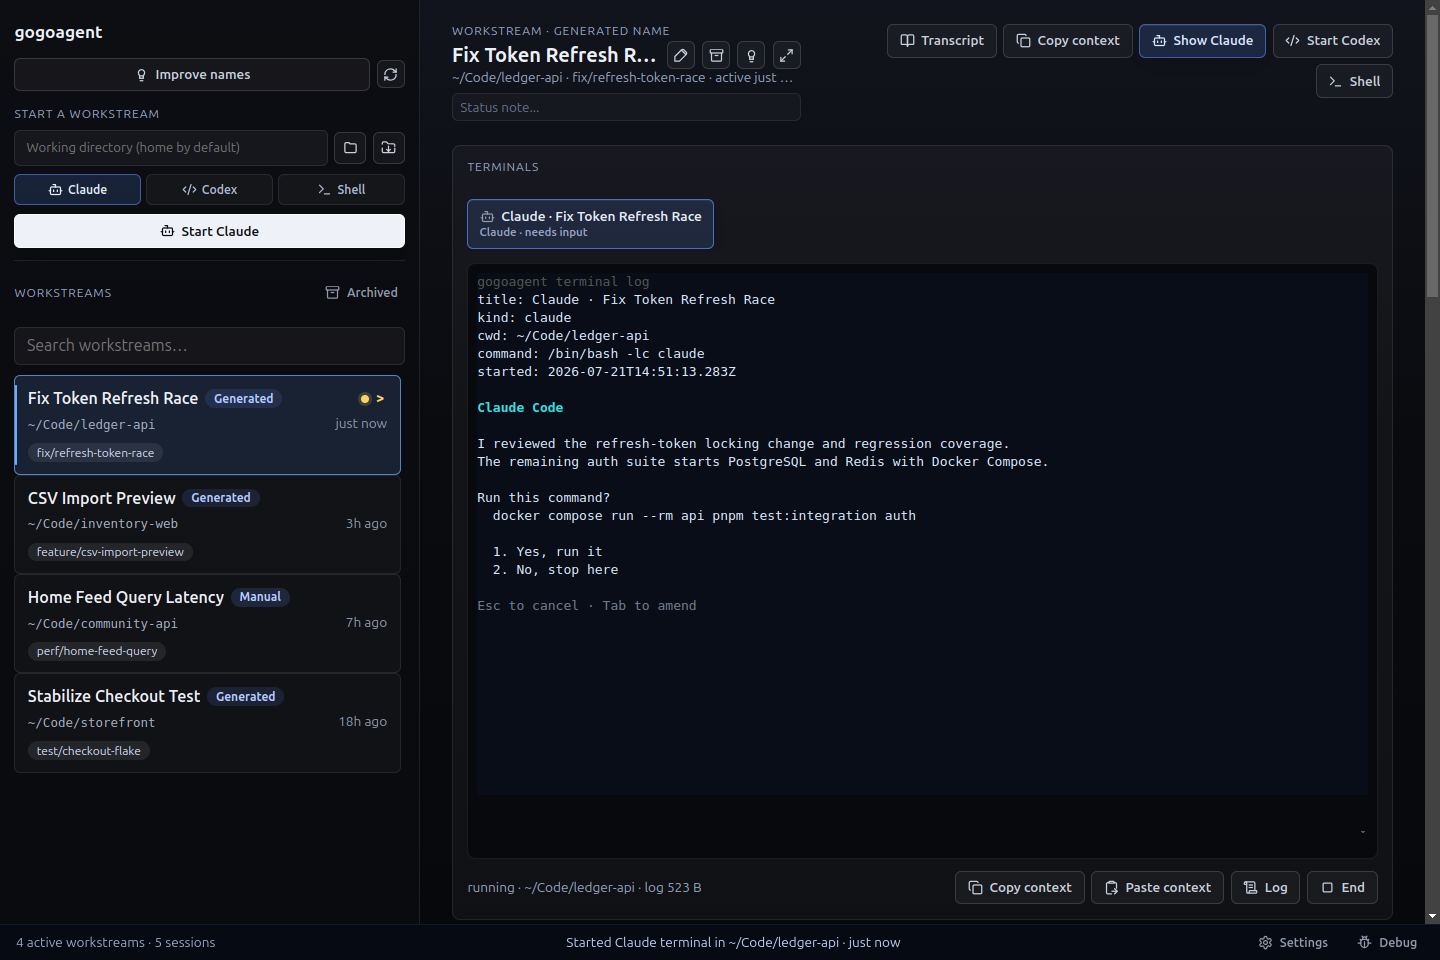 gogoagent
Improve names
START A WORKSTREAM
Working directory (home by default)
Claude
Codex
Shell
Start Claude
WORKSTREAMS
Archived
Search workstreams...
Fix Token Refresh Race Generated >
~/Code/ledger-api just now
fix/refresh-token-race
CSV Import Preview Generated
~/Code/inventory-web 3h ago
feature/csv-import-preview
Home Feed Query Latency Manual
~/Code/community-api 7h ago
perf/home-feed-query
Stabilize Checkout Test Generated
~/Code/storefront 18h ago
test/checkout-flake
WORKSTREAM · GENERATED NAME
Fix Token Refresh R...
~/Code/ledger-api · fix/refresh-token-race · active just ...
Status note...
Transcript
Copy context
Show Claude
Start Codex
Shell
TERMINALS
Claude · Fix Token Refresh Race
Claude · needs input
gogoagent terminal log
title: Claude · Fix Token Refresh Race
kind: claude
cwd: ~/Code/ledger-api
command: /bin/bash -lc claude
started: 2026-07-21T14:51:13.283Z
Claude Code
I reviewed the refresh-token locking change and regression coverage.
The remaining auth suite starts PostgreSQL and Redis with Docker Compose.
Run this command?
docker compose run --rm api pnpm test:integration auth
1. Yes, run it
2. No, stop here
Esc to cancel · Tab to amend
running · ~/Code/ledger-api · log 523 B
Copy context
Paste context
Log
End
4 active workstreams · 5 sessions
Started Claude terminal in ~/Code/ledger-api · just now
Settings
Debug